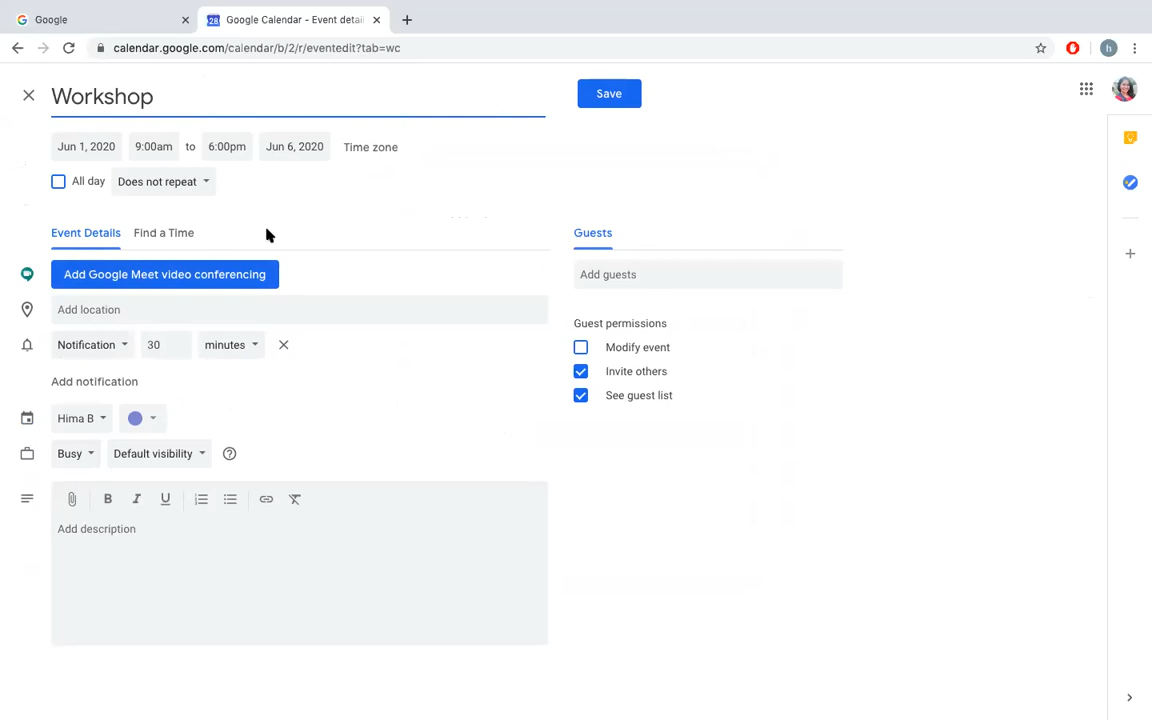 Google
Google Calendar - Event detai
calendar.google.com/calendar/b/2/r/eventedit?tab=wc
h
Workshop
Save
Jun 1, 2020 9:00am to 6:00pm Jun 6, 2020 Time zone
All day Does not repeat
Event Details Find a Time
Guests
Add Google Meet video conferencing
Add guests
Add location
Guest permissions
Notification 30 minutes
Modify event
Invite others
Add notification
See guest list
Hima B
Busy Default visibility
B I U
Add description